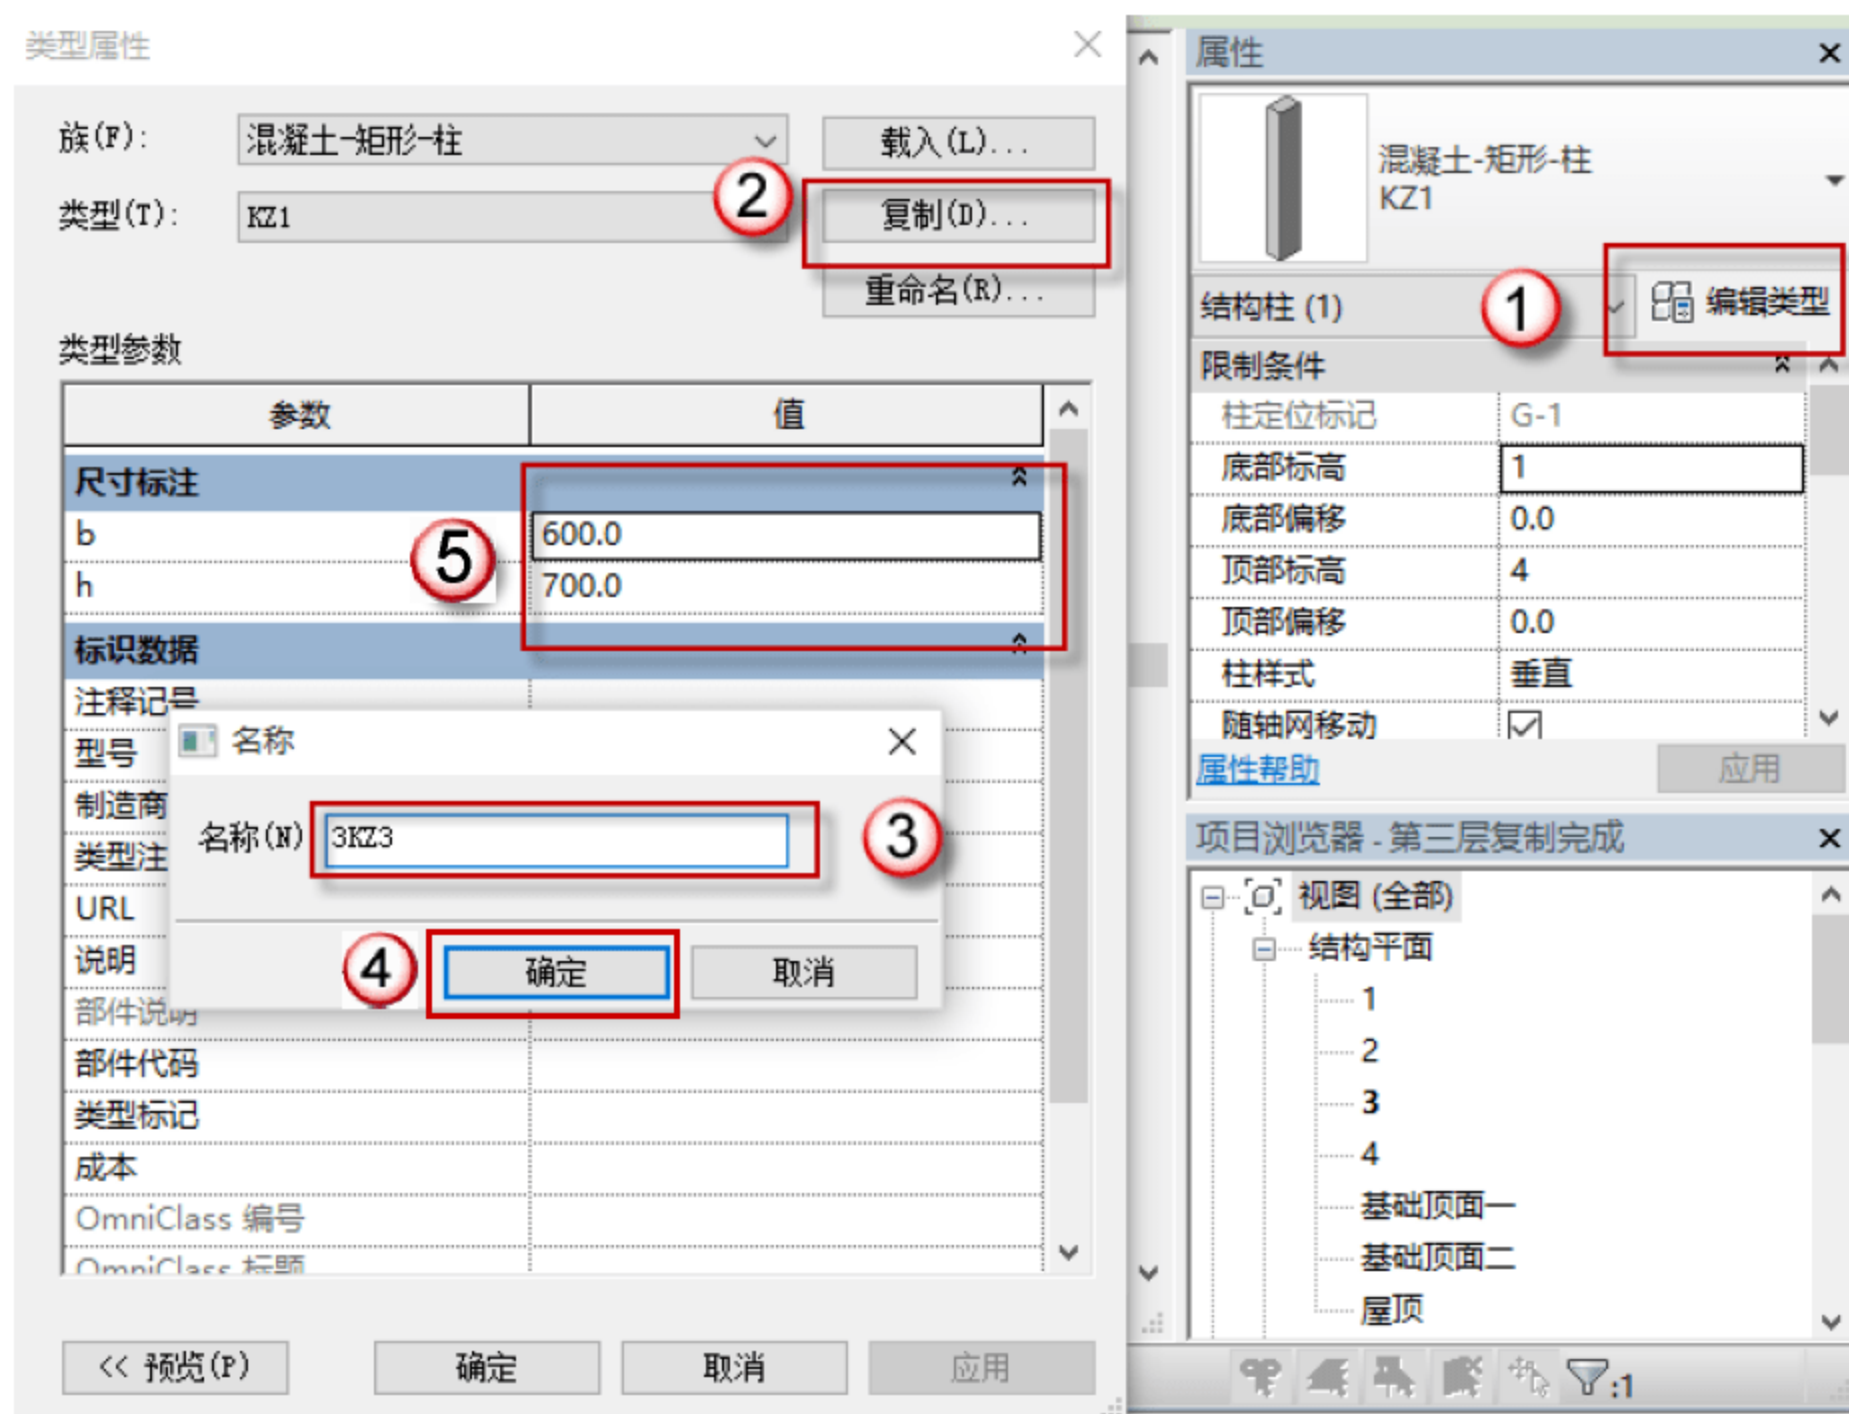 类型属性
族(F):
混凝土-矩形-柱
载入(L)...
类型(T):
KZ1
2
复制(D)...
重命名(R)...
类型参数
参数
值
尺寸标注
b
600.0
5
h
700.0
标识数据
注释记号
型号
制造商
类型注
URL
说明
部件说明
部件代码
类型标记
成本
OmniClass 编号
OmniClass 标题
名称
名称(N)
3KZ3
3
4
确定
取消
<< 预览(P)
确定
取消
应用
属性
混凝土-矩形-柱
KZ1
结构柱 (1)
1
编辑类型
限制条件
柱定位标记
G-1
底部标高
1
底部偏移
0.0
顶部标高
4
顶部偏移
0.0
柱样式
垂直
随轴网移动
属性帮助
应用
项目浏览器 - 第三层复制完成
视图 (全部)
结构平面
1
2
3
4
基础顶面一
基础顶面二
屋顶
:1